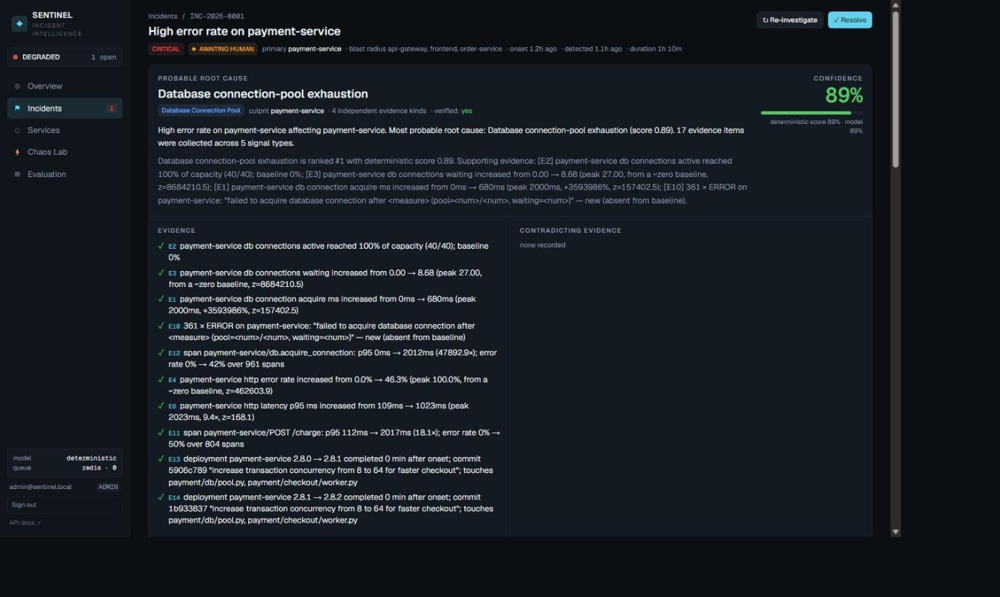 SENTINEL
INCIDENT
INTELLIGENCE
DEGRADED 1 open
Overview
Incidents 1
Services
Chaos Lab
Evaluation
model deterministic
queue redis · 0
admin@sentinel.local ADMIN
Sign out
API docs ↗
Incidents / INC-2026-0001
High error rate on payment-service
↻ Re-investigate
✓ Resolve
CRITICAL AWAITING HUMAN primary payment-service · blast radius api-gateway, frontend, order-service · onset 1.2h ago · detected 1.1h ago · duration 1h 10m
PROBABLE ROOT CAUSE
Database connection-pool exhaustion
Database Connection Pool culprit payment-service · 4 independent evidence kinds · verified: yes
CONFIDENCE
89%
deterministic score 89% · model
89%
High error rate on payment-service affecting payment-service. Most probable root cause: Database connection-pool exhaustion (score 0.89). 17 evidence items
were collected across 5 signal types.
Database connection-pool exhaustion is ranked #1 with deterministic score 0.89. Supporting evidence: [E2] payment-service db connections active reached
100% of capacity (40/40); baseline 0%; [E3] payment-service db connections waiting increased from 0.00 → 8.68 (peak 27.00, from a ~zero baseline,
z=8684210.5); [E1] payment-service db connection acquire ms increased from 0ms → 680ms (peak 2000ms, +3593986%, z=157402.5); [E10] 361 × ERROR on
payment-service: "failed to acquire database connection after <measure> (pool=<num>/<num>, waiting=<num>)" — new (absent from baseline).
EVIDENCE
✓ E2 payment-service db connections active reached 100% of capacity (40/40); baseline
0%
✓ E3 payment-service db connections waiting increased from 0.00 → 8.68 (peak 27.00,
from a ~zero baseline, z=8684210.5)
✓ E1 payment-service db connection acquire ms increased from 0ms → 680ms (peak
2000ms, +3593986%, z=157402.5)
✓ E10 361 × ERROR on payment-service: "failed to acquire database connection after
<measure> (pool=<num>/<num>, waiting=<num>)" — new (absent from baseline)
✓ E12 span payment-service/db.acquire_connection: p95 0ms → 2012ms (47892.9×); error
rate 0% → 42% over 961 spans
✓ E4 payment-service http error rate increased from 0.0% → 46.3% (peak 100.0%, from a
~zero baseline, z=462603.9)
✓ E6 payment-service http latency p95 ms increased from 109ms → 1023ms (peak
2023ms, 9.4×, z=168.1)
✓ E11 span payment-service/POST /charge: p95 112ms → 2017ms (18.1×); error rate 0% →
50% over 804 spans
✓ E13 deployment payment-service 2.8.0 → 2.8.1 completed 0 min after onset; commit
5906c789 "increase transaction concurrency from 8 to 64 for faster checkout"; touches
payment/db/pool.py, payment/checkout/worker.py
✓ E14 deployment payment-service 2.8.1 → 2.8.2 completed 0 min after onset; commit
1b933837 "increase transaction concurrency from 8 to 64 for faster checkout"; touches
payment/db/pool.py, payment/checkout/worker.py
CONTRADICTING EVIDENCE
none recorded